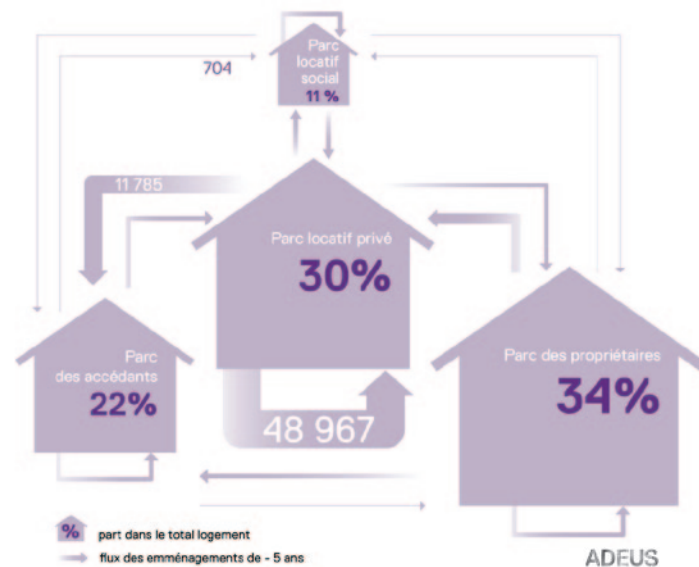 Parc
locatif
social
11 %
704
11 785
Parc locatif privé
30%
Parc
des accédants
22%
Parc des propriétaires
34%
48 967
% part dans le total logement
flux des emménagements de - 5 ans
ADEUS